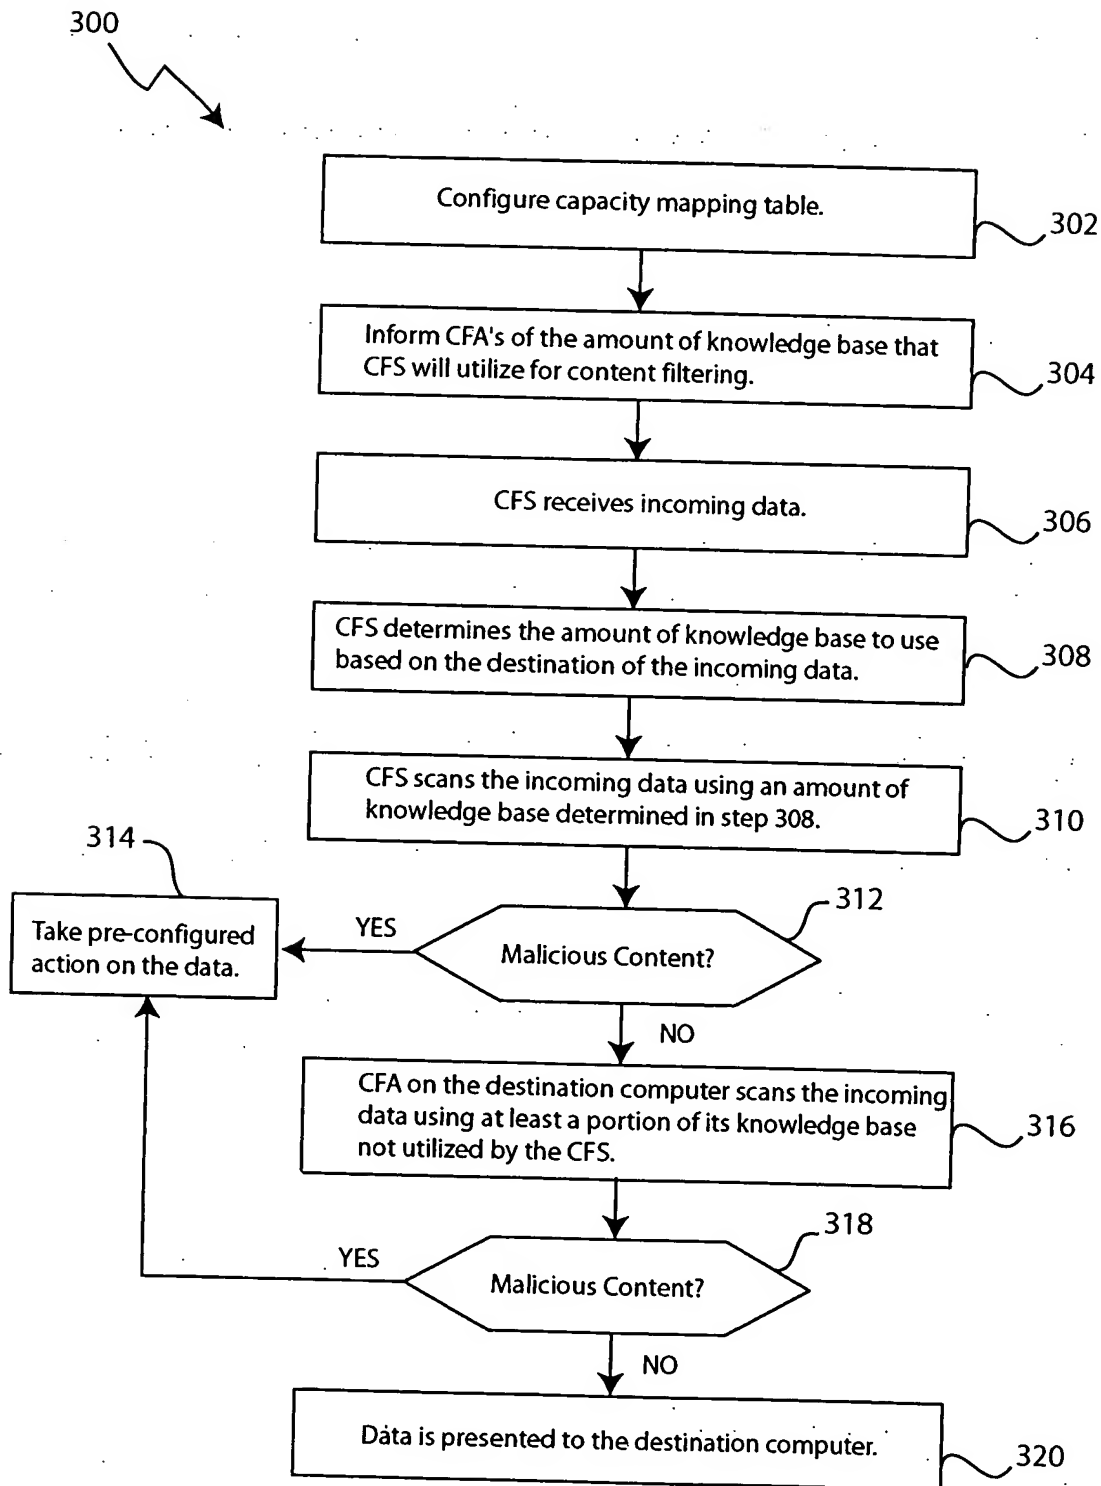 300
Configure capacity mapping table.
302
Inform CFA's of the amount of knowledge base that
CFS will utilize for content filtering.
304
CFS receives incoming data.
306
CFS determines the amount of knowledge base to use
based on the destination of the incoming data.
308
CFS scans the incoming data using an amount of
knowledge base determined in step 308.
310
314
312
Take pre-configured
action on the data.
YES
Malicious Content?
NO
CFA on the destination computer scans the incoming
data using at least a portion of its knowledge base
not utilized by the CFS.
316
318
YES
Malicious Content?
NO
Data is presented to the destination computer.
320